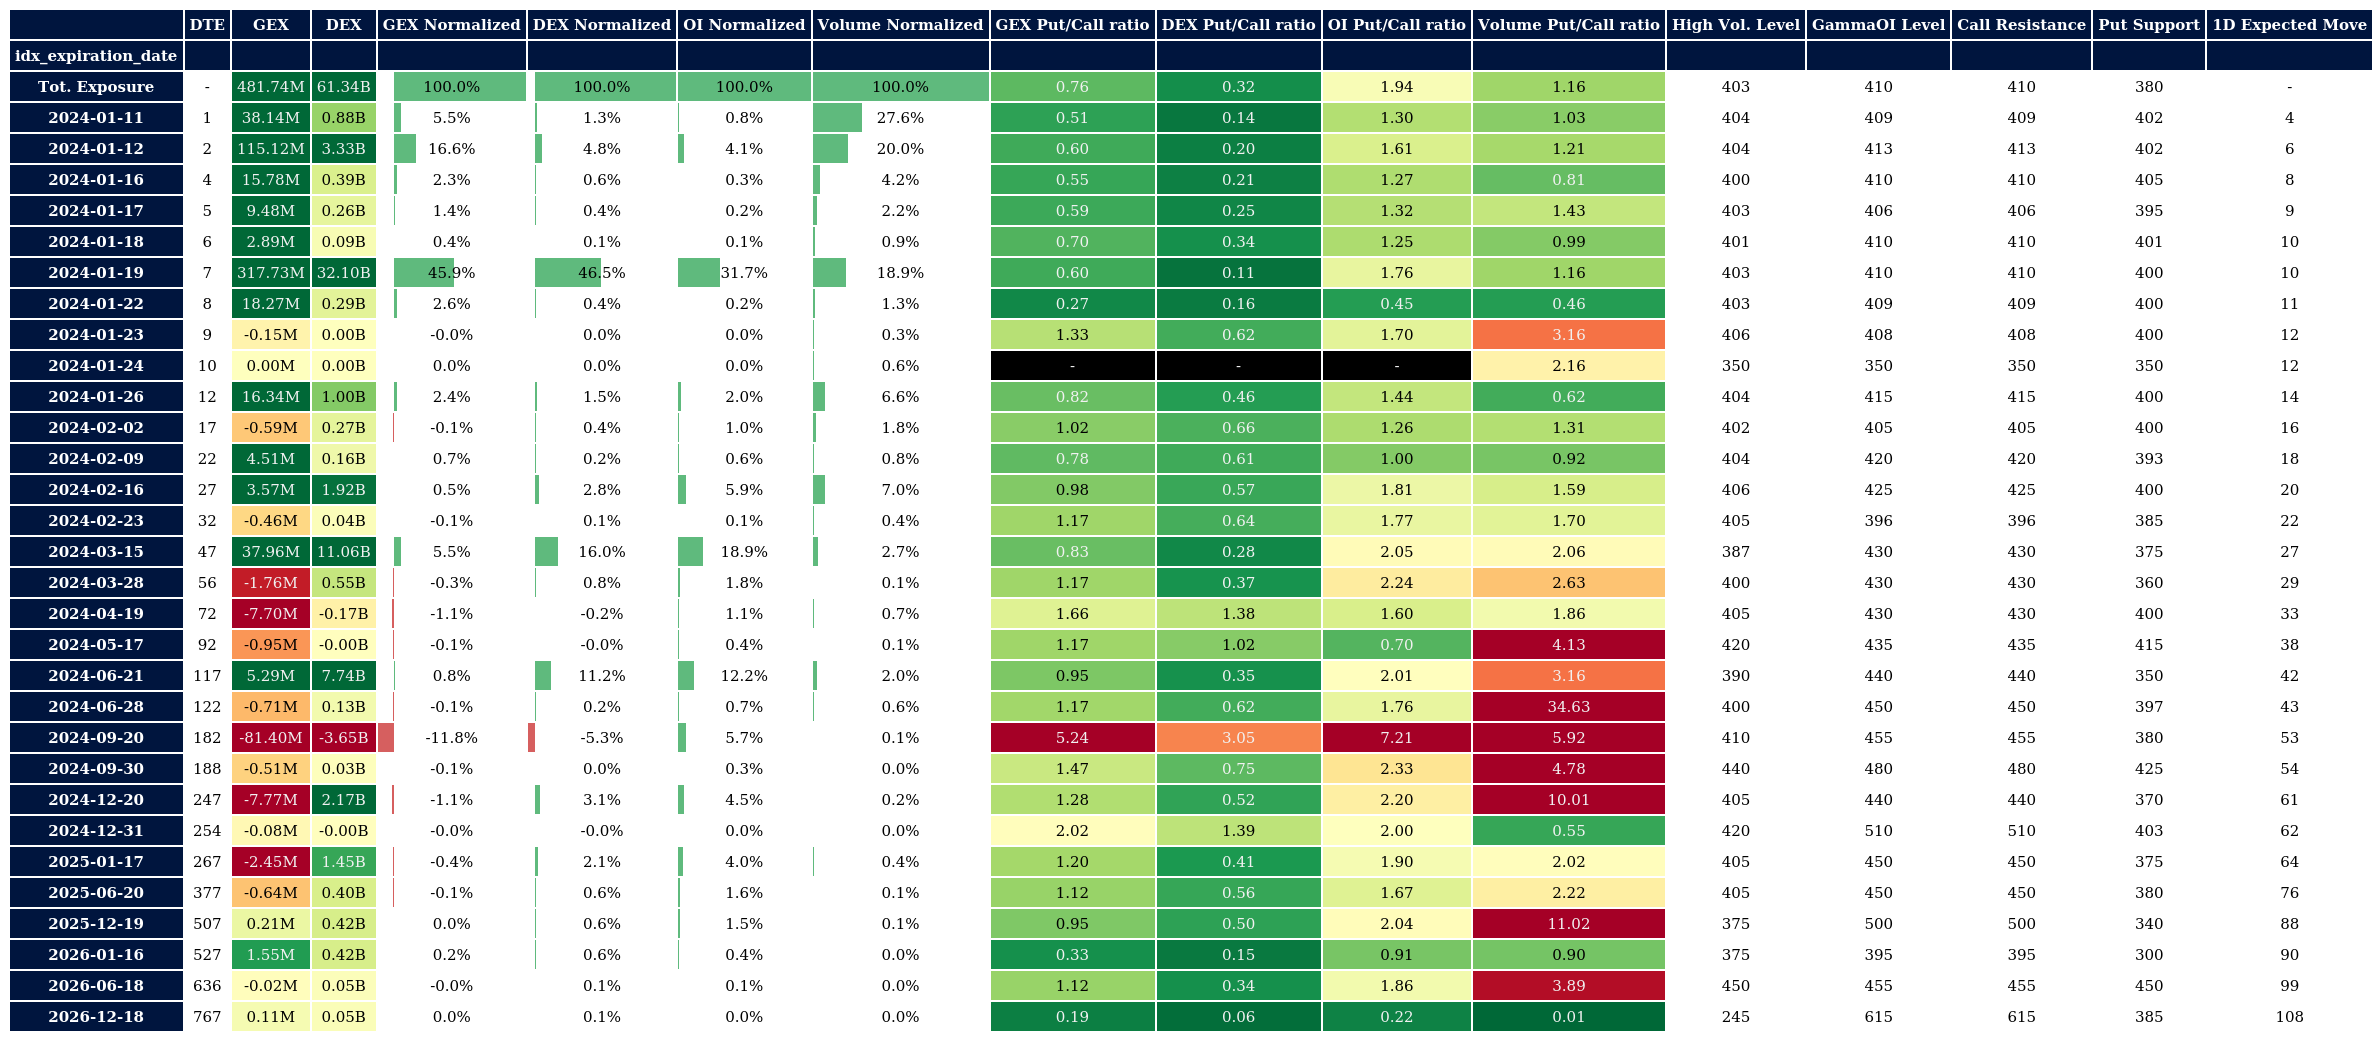 DTE GEX DEX GEX Normalized DEX Normalized OI Normalized Volume Normalized GEX Put/Call ratio DEX Put/Call ratio OI Put/Call ratio Volume Put/Call ratio High Vol. Level GammaOI Level Call Resistance Put Support 1D Expected Move
idx_expiration_date
Tot. Exposure - 481.74M 61.34B 100.0% 100.0% 100.0% 100.0% 0.76 0.32 1.94 1.16 403 410 410 380 -
2024-01-11 1 38.14M 0.88B 5.5% 1.3% 0.8% 27.6% 0.51 0.14 1.30 1.03 404 409 409 402 4
2024-01-12 2 115.12M 3.33B 16.6% 4.8% 4.1% 20.0% 0.60 0.20 1.61 1.21 404 413 413 402 6
2024-01-16 4 15.78M 0.39B 2.3% 0.6% 0.3% 4.2% 0.55 0.21 1.27 0.81 400 410 410 405 8
2024-01-17 5 9.48M 0.26B 1.4% 0.4% 0.2% 2.2% 0.59 0.25 1.32 1.43 403 406 406 395 9
2024-01-18 6 2.89M 0.09B 0.4% 0.1% 0.1% 0.9% 0.70 0.34 1.25 0.99 401 410 410 401 10
2024-01-19 7 317.73M 32.10B 45.9% 46.5% 31.7% 18.9% 0.60 0.11 1.76 1.16 403 410 410 400 10
2024-01-22 8 18.27M 0.29B 2.6% 0.4% 0.2% 1.3% 0.27 0.16 0.45 0.46 403 409 409 400 11
2024-01-23 9 -0.15M 0.00B -0.0% 0.0% 0.0% 0.3% 1.33 0.62 1.70 3.16 406 408 408 400 12
2024-01-24 10 0.00M 0.00B 0.0% 0.0% 0.0% 0.6% - - - 2.16 350 350 350 350 12
2024-01-26 12 16.34M 1.00B 2.4% 1.5% 2.0% 6.6% 0.82 0.46 1.44 0.62 404 415 415 400 14
2024-02-02 17 -0.59M 0.27B -0.1% 0.4% 1.0% 1.8% 1.02 0.66 1.26 1.31 402 405 405 400 16
2024-02-09 22 4.51M 0.16B 0.7% 0.2% 0.6% 0.8% 0.78 0.61 1.00 0.92 404 420 420 393 18
2024-02-16 27 3.57M 1.92B 0.5% 2.8% 5.9% 7.0% 0.98 0.57 1.81 1.59 406 425 425 400 20
2024-02-23 32 -0.46M 0.04B -0.1% 0.1% 0.1% 0.4% 1.17 0.64 1.77 1.70 405 396 396 385 22
2024-03-15 47 37.96M 11.06B 5.5% 16.0% 18.9% 2.7% 0.83 0.28 2.05 2.06 387 430 430 375 27
2024-03-28 56 -1.76M 0.55B -0.3% 0.8% 1.8% 0.1% 1.17 0.37 2.24 2.63 400 430 430 360 29
2024-04-19 72 -7.70M -0.17B -1.1% -0.2% 1.1% 0.7% 1.66 1.38 1.60 1.86 405 430 430 400 33
2024-05-17 92 -0.95M -0.00B -0.1% -0.0% 0.4% 0.1% 1.17 1.02 0.70 4.13 420 435 435 415 38
2024-06-21 117 5.29M 7.74B 0.8% 11.2% 12.2% 2.0% 0.95 0.35 2.01 3.16 390 440 440 350 42
2024-06-28 122 -0.71M 0.13B -0.1% 0.2% 0.7% 0.6% 1.17 0.62 1.76 34.63 400 450 450 397 43
2024-09-20 182 -81.40M -3.65B -11.8% -5.3% 5.7% 0.1% 5.24 3.05 7.21 5.92 410 455 455 380 53
2024-09-30 188 -0.51M 0.03B -0.1% 0.0% 0.3% 0.0% 1.47 0.75 2.33 4.78 440 480 480 425 54
2024-12-20 247 -7.77M 2.17B -1.1% 3.1% 4.5% 0.2% 1.28 0.52 2.20 10.01 405 440 440 370 61
2024-12-31 254 -0.08M -0.00B -0.0% -0.0% 0.0% 0.0% 2.02 1.39 2.00 0.55 420 510 510 403 62
2025-01-17 267 -2.45M 1.45B -0.4% 2.1% 4.0% 0.4% 1.20 0.41 1.90 2.02 405 450 450 375 64
2025-06-20 377 -0.64M 0.40B -0.1% 0.6% 1.6% 0.1% 1.12 0.56 1.67 2.22 405 450 450 380 76
2025-12-19 507 0.21M 0.42B 0.0% 0.6% 1.5% 0.1% 0.95 0.50 2.04 11.02 375 500 500 340 88
2026-01-16 527 1.55M 0.42B 0.2% 0.6% 0.4% 0.0% 0.33 0.15 0.91 0.90 375 395 395 300 90
2026-06-18 636 -0.02M 0.05B -0.0% 0.1% 0.1% 0.0% 1.12 0.34 1.86 3.89 450 455 455 450 99
2026-12-18 767 0.11M 0.05B 0.0% 0.1% 0.0% 0.0% 0.19 0.06 0.22 0.01 245 615 615 385 108